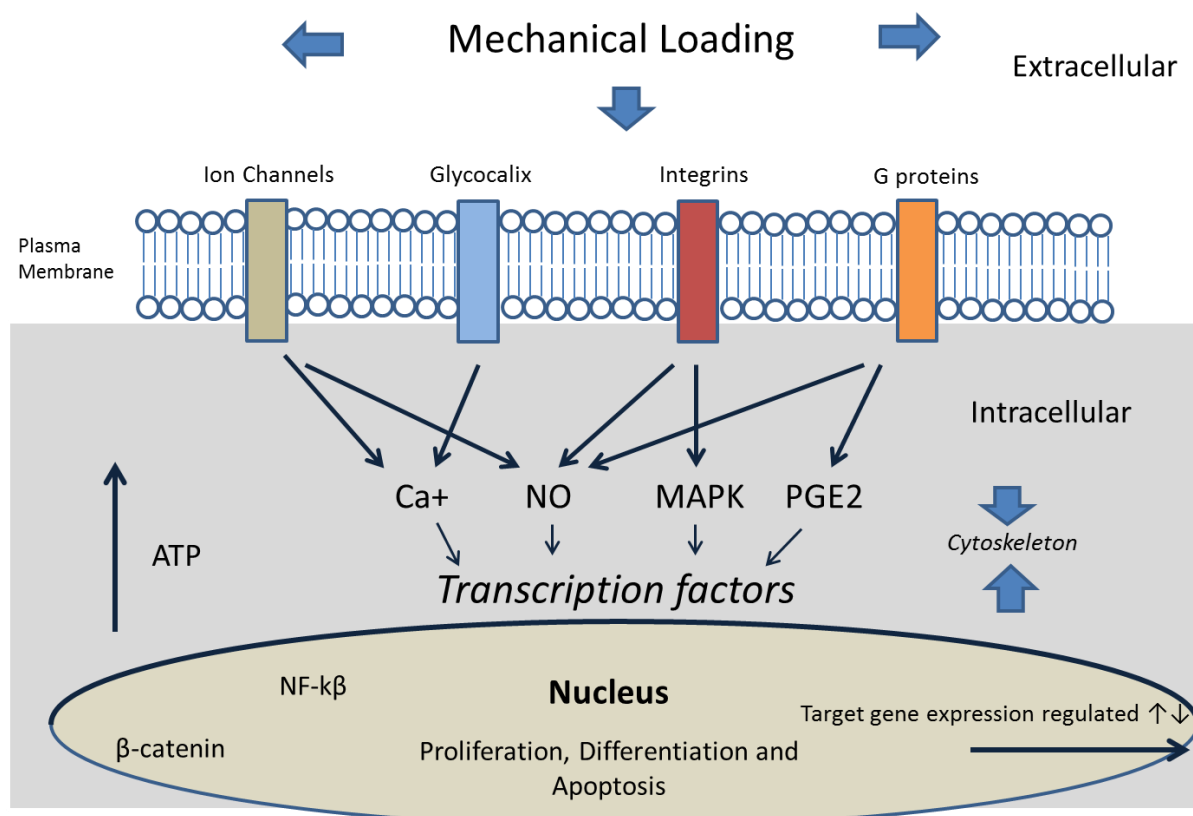 Mechanical Loading
Extracellular
Ion Channels
Glycocalix
Integrins
G proteins
Plasma
Membrane
Intracellular
Ca+
NO
MAPK
PGE2
Cytoskeleton
ATP
Transcription factors
NF-kβ
Nucleus
Target gene expression regulated ↑↓
β-catenin
Proliferation, Differentiation and
Apoptosis